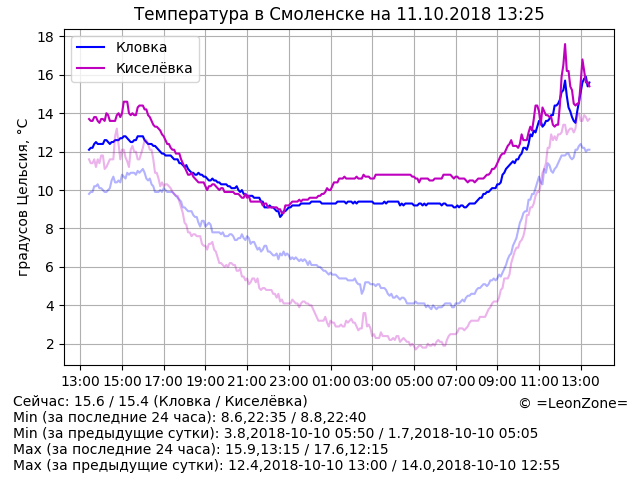 Температура в Смоленске на 11.10.2018 13:25
Кловка
Киселёвка
градусов Цельсия, °C
18
16
14
12
10
8
6
4
2
13:00 15:00 17:00 19:00 21:00 23:00 01:00 03:00 05:00 07:00 09:00 11:00 13:00
Сейчас: 15.6 / 15.4 (Кловка / Киселёвка)
© =LeonZone=
Min (за последние 24 часа): 8.6,22:35 / 8.8,22:40
Min (за предыдущие сутки): 3.8,2018-10-10 05:50 / 1.7,2018-10-10 05:05
Max (за последние 24 часа): 15.9,13:15 / 17.6,12:15
Max (за предыдущие сутки): 12.4,2018-10-10 13:00 / 14.0,2018-10-10 12:55